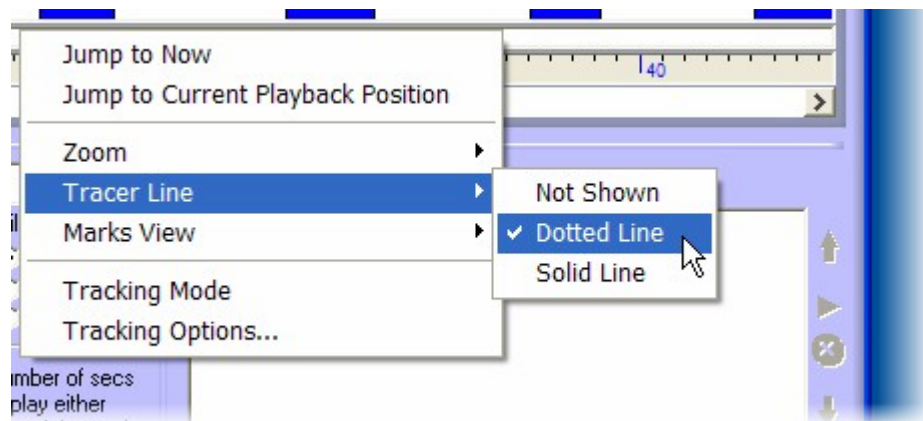 Jump to Now
Jump to Current Playback Position
Zoom
Tracer Line
Marks View
Tracking Mode
Tracking Options...
Not Shown
Dotted Line
Solid Line
40
of secs
play either